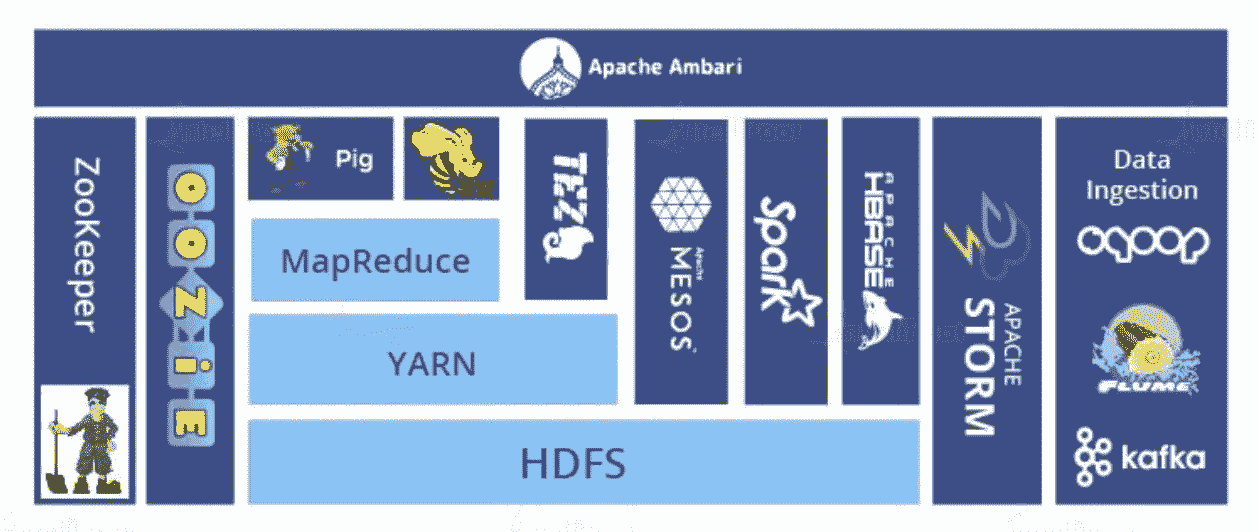 Apache Ambari
ZooKeeper
OOZiE
Pig
MapReduce
YARN
HDFS
TEZ
Apache
MESOS
Spark
APACHE
HBASE
APACHE
STORM
Data
Ingestion
sqoop
FLUME
kafka